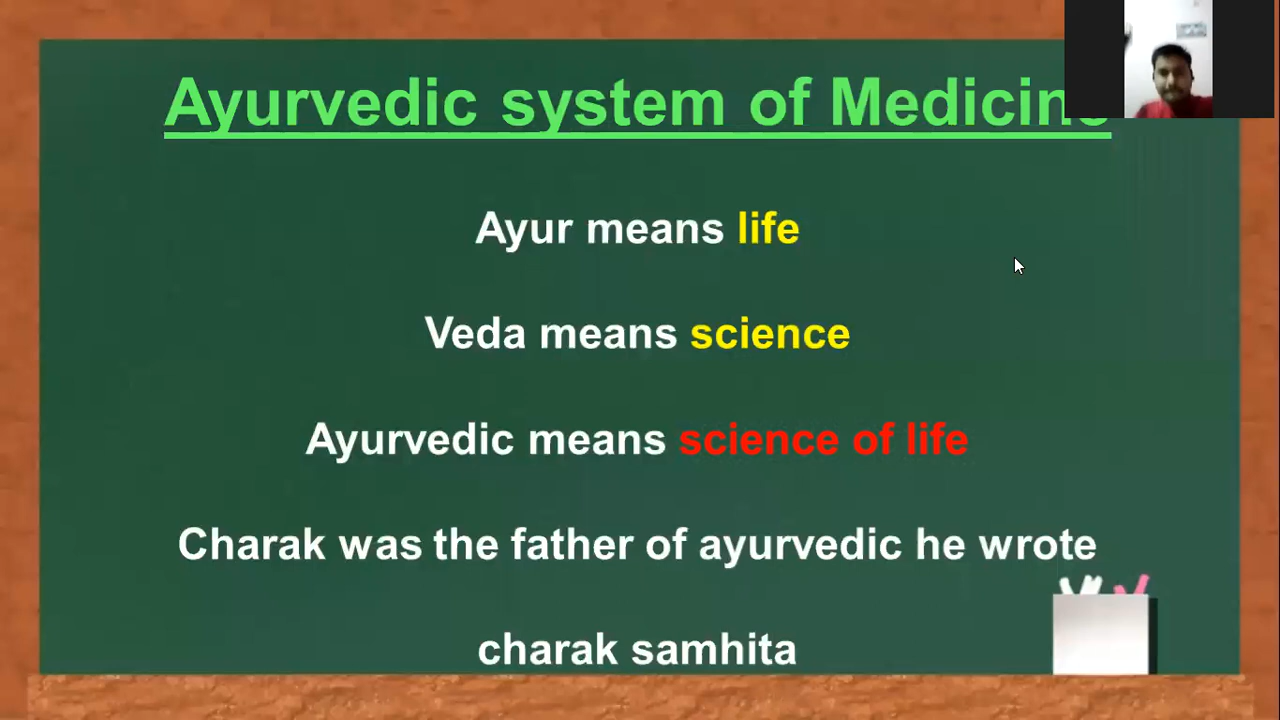 Ayurvedic system of Medicine
Ayur means life
Veda means science
Ayurvedic means science of life
Charak was the father of ayurvedic he wrote
charak samhita